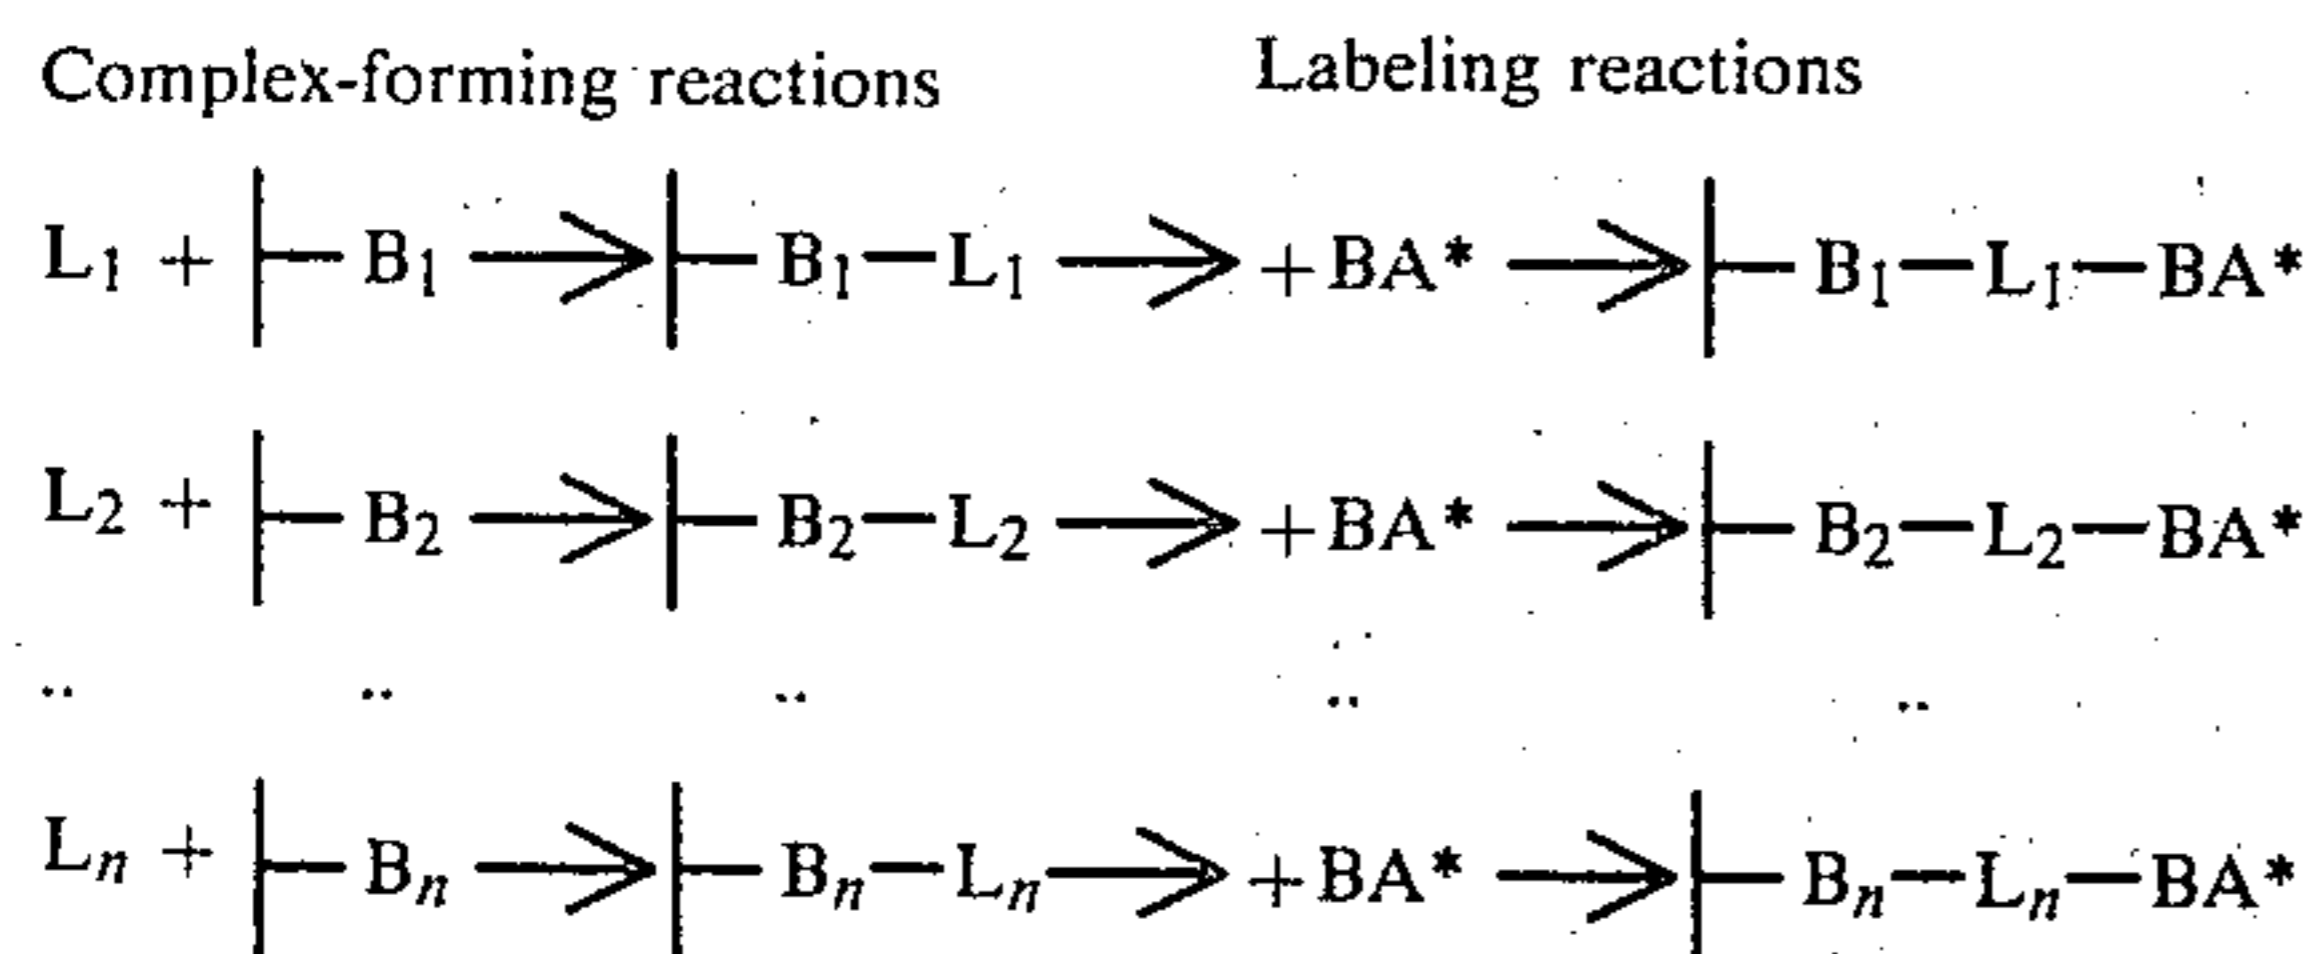 Complex-forming reactions Labeling reactions
L₁ + |— B₁ ⟶ |— B₁—L₁ ⟶ +BA* ⟶ |— B₁—L₁—BA*
L₂ + |— B₂ ⟶ |— B₂—L₂ ⟶ +BA* ⟶ |— B₂—L₂—BA*
.. .. .. .. ..
Lₙ + |— Bₙ ⟶ |— Bₙ—Lₙ ⟶ +BA* ⟶ |— Bₙ—Lₙ—BA*